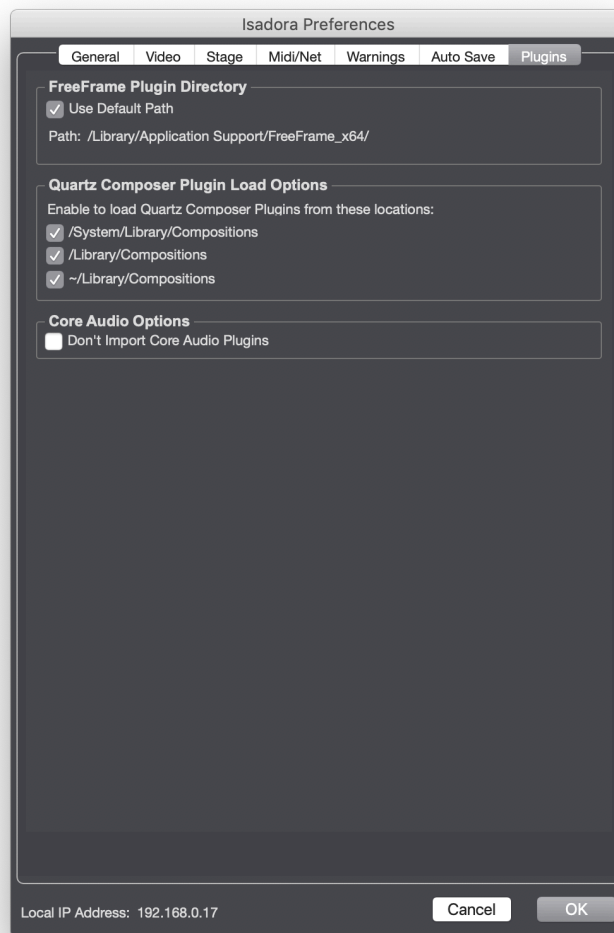 Isadora Preferences
General Video Stage Midi/Net Warnings Auto Save Plugins
FreeFrame Plugin Directory
Use Default Path
Path: /Library/Application Support/FreeFrame_x64/
Quartz Composer Plugin Load Options
Enable to load Quartz Composer Plugins from these locations:
/System/Library/Compositions
/Library/Compositions
~/Library/Compositions
Core Audio Options
Don't Import Core Audio Plugins
Local IP Address: 192.168.0.17 Cancel OK